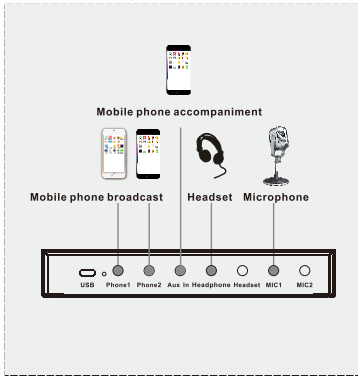 Mobile phone accompaniment
Mobile phone broadcast Headset Microphone
USB Phone1 Phone2 Aux In Headphone Headset MIC1 MIC2